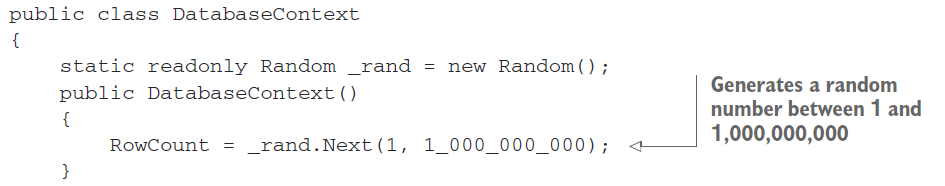 public class DatabaseContext
{
static readonly Random _rand = new Random();
public DatabaseContext()
{
RowCount = _rand.Next(1, 1_000_000_000);
}
Generates a random
number between 1 and
1,000,000,000